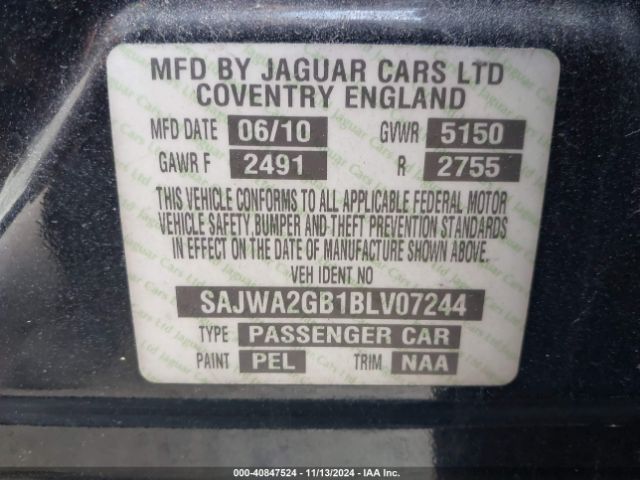 MFD BY JAGUAR CARS LTD
COVENTRY ENGLAND
MFD DATE 06/10 GVWR 5150
GAWR F 2491 R 2755
THIS VEHICLE CONFORMS TO ALL APPLICABLE FEDERAL MOTOR
VEHICLE SAFETY,BUMPER AND THEFT PREVENTION STANDARDS
IN EFFECT ON THE DATE OF MANUFACTURE SHOWN ABOVE.
VEH IDENT NO
SAJWA2GB1BLV07244
TYPE PASSENGER CAR
PAINT PEL TRIM NAA
000-40847524 - 11/13/2024 - IAA Inc.